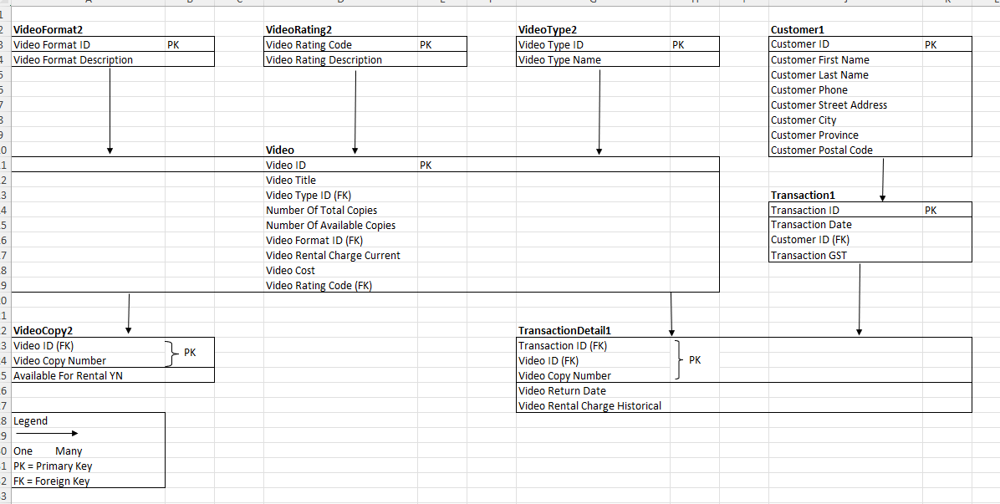 VideoFormat2
Video Format ID PK
Video Format Description
VideoRating2
Video Rating Code PK
Video Rating Description
VideoType2
Video Type ID PK
Video Type Name
Customer1
Customer ID PK
Customer First Name
Customer Last Name
Customer Phone
Customer Street Address
Customer City
Customer Province
Customer Postal Code
Video
Video ID PK
Video Title
Video Type ID (FK)
Number Of Total Copies
Number Of Available Copies
Video Format ID (FK)
Video Rental Charge Current
Video Cost
Video Rating Code (FK)
Transaction1
Transaction ID PK
Transaction Date
Customer ID (FK)
Transaction GST
VideoCopy2
Video ID (FK)
PK
Video Copy Number
Available For Rental YN
TransactionDetail1
Transaction ID (FK)
Video ID (FK) PK
Video Copy Number
Video Return Date
Video Rental Charge Historical
Legend
One Many
PK = Primary Key
FK = Foreign Key